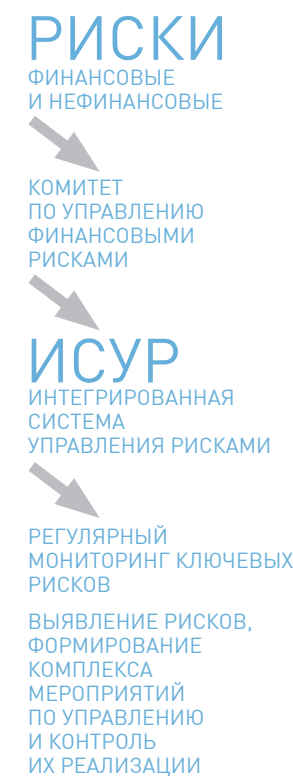 РИСКИ
ФИНАНСОВЫЕ
И НЕФИНАНСОВЫЕ
КОМИТЕТ
ПО УПРАВЛЕНИЮ
ФИНАНСОВЫМИ
РИСКАМИ
ИСУР
ИНТЕГРИРОВАННАЯ
СИСТЕМА
УПРАВЛЕНИЯ РИСКАМИ
РЕГУЛЯРНЫЙ
МОНИТОРИНГ КЛЮЧЕВЫХ
РИСКОВ
ВЫЯВЛЕНИЕ РИСКОВ,
ФОРМИРОВАНИЕ
КОМПЛЕКСА
МЕРОПРИЯТИЙ
ПО УПРАВЛЕНИЮ
И КОНТРОЛЬ
ИХ РЕАЛИЗАЦИИ